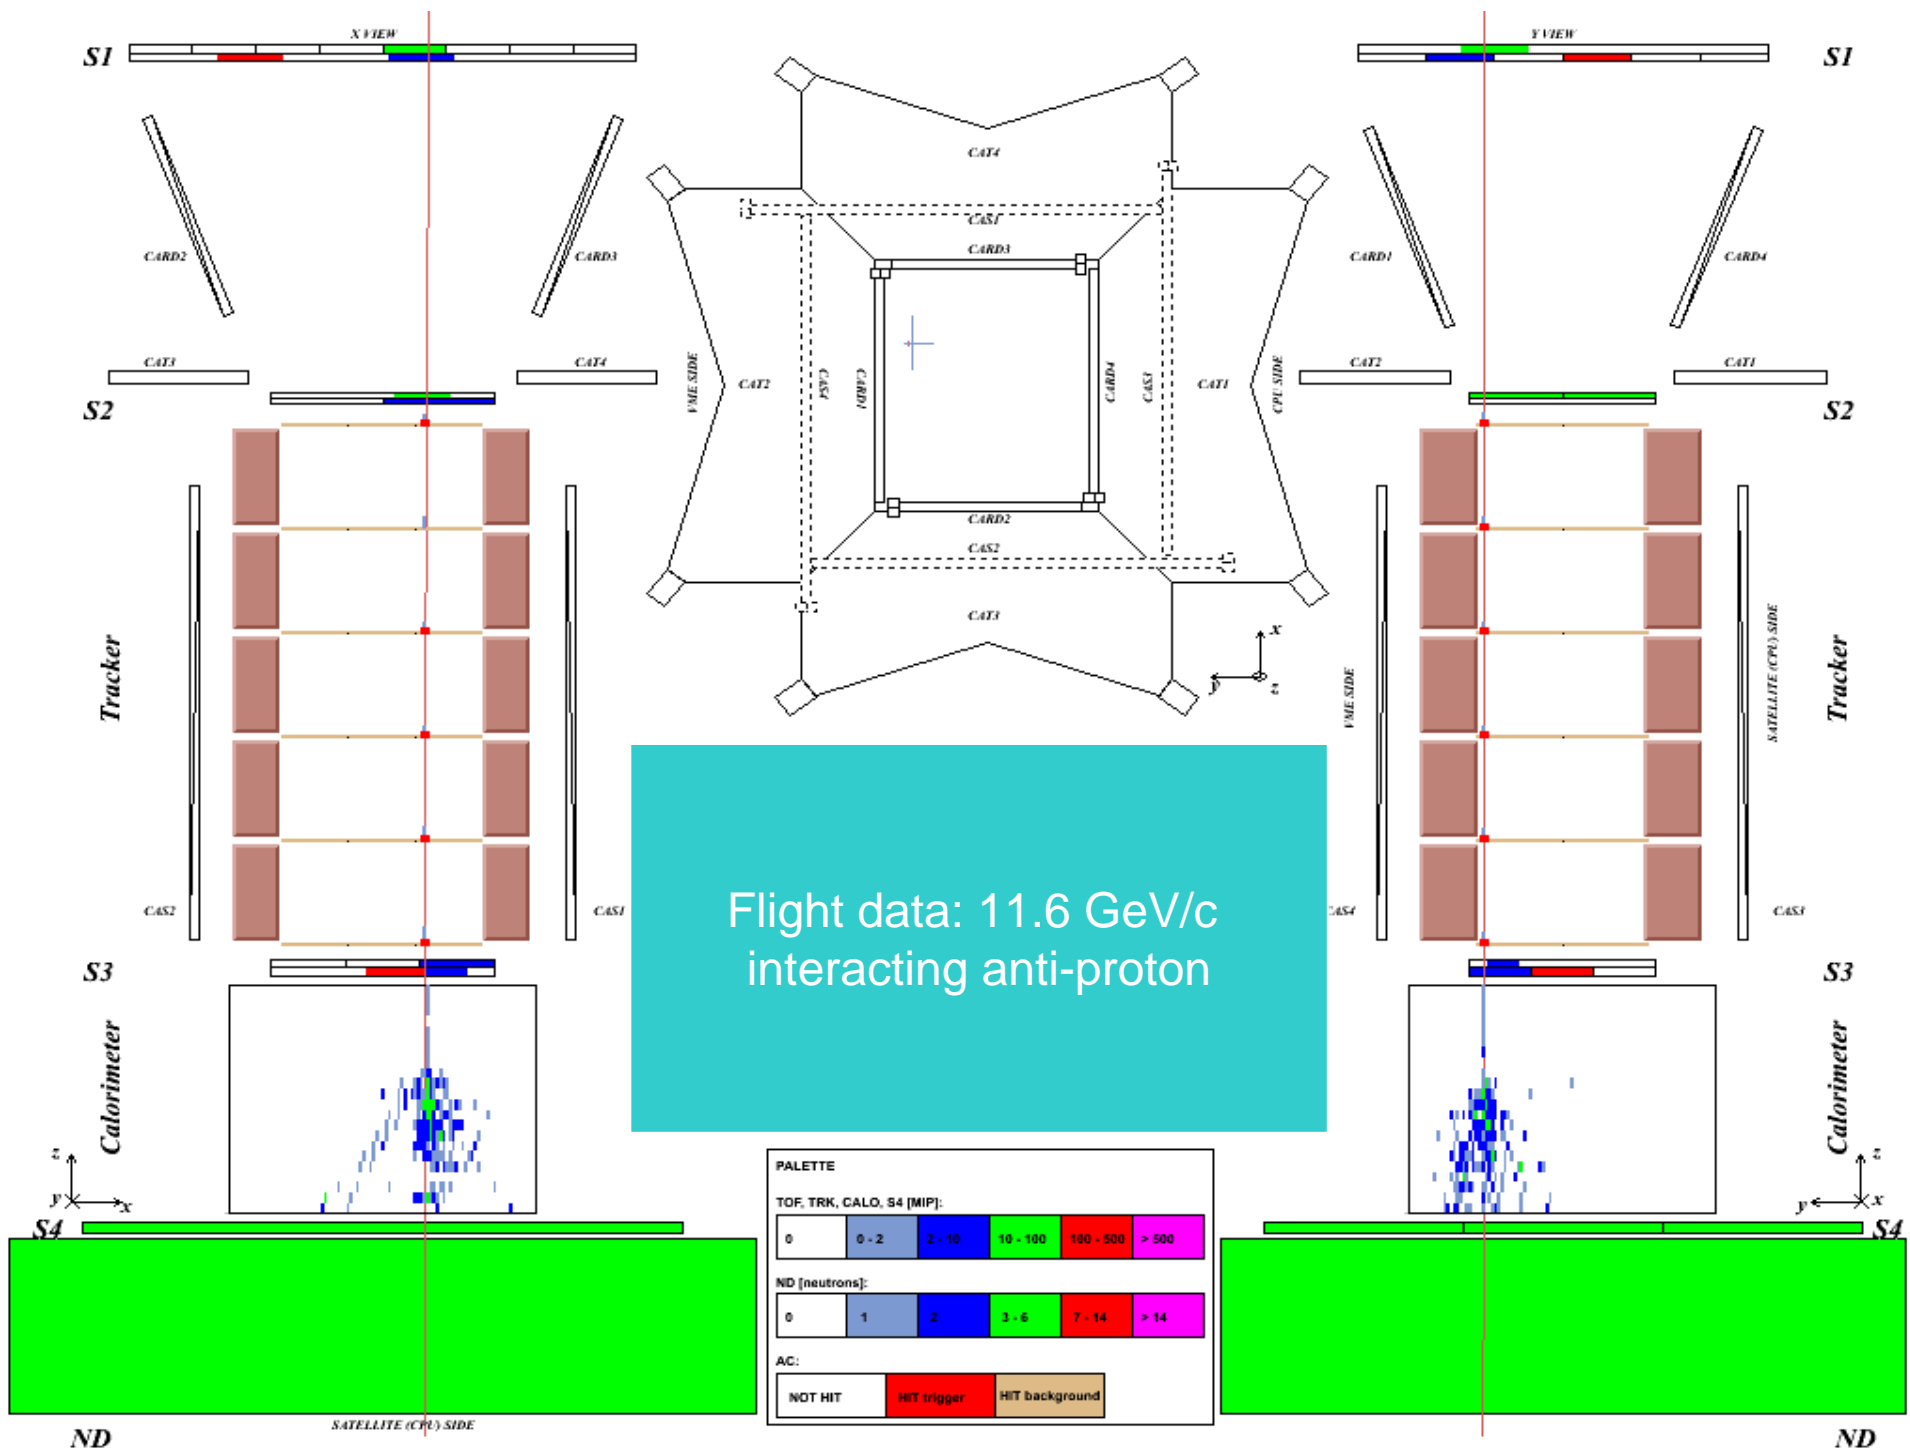 X VIEW
Y VIEW
S1
S1
CAT4
CAS1
CARD3
CARD2
CARD3
CARD1
CARD4
CAT3
CAT4
VME SIDE
CAT2
CAS4
CARD1
CARD4
CAS3
CAT1
CPU SIDE
CAT2
CAT1
S2
S2
CARD2
CAS2
CAT3
x
y
z
Tracker
VME SIDE
SATELLITE (CPU) SIDE
Tracker
CAS2
CAS1
CAS4
CAS3
Flight data: 11.6 GeV/c
interacting anti-proton
S3
S3
Calorimeter
Calorimeter
z
y
x
z
y
x
S4
S4
PALETTE
TOF, TRK, CALO, S4 [MIP]:
0 0 - 2 2 - 10 10 - 100 100 - 500 > 500
ND [neutrons]:
0 1 2 3 - 6 7 - 14 > 14
AC:
NOT HIT HIT trigger HIT background
SATELLITE (CPU) SIDE
ND
ND